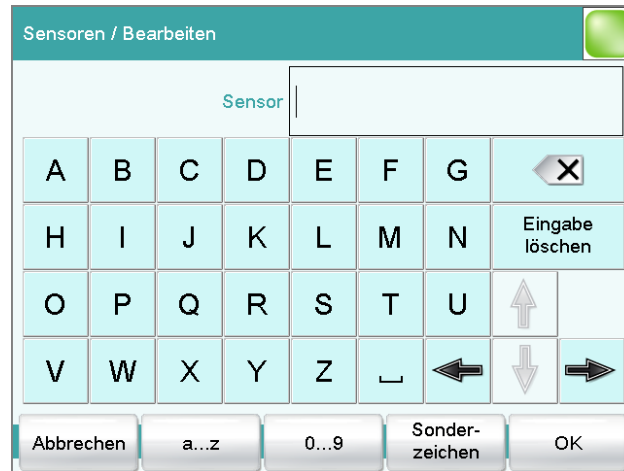 Sensoren / Bearbeiten
Sensor
A B C D E F G
H I J K L M N Eingabe
löschen
O P Q R S T U
V W X Y Z
Abbrechen a...z 0...9 Sonder-
zeichen OK